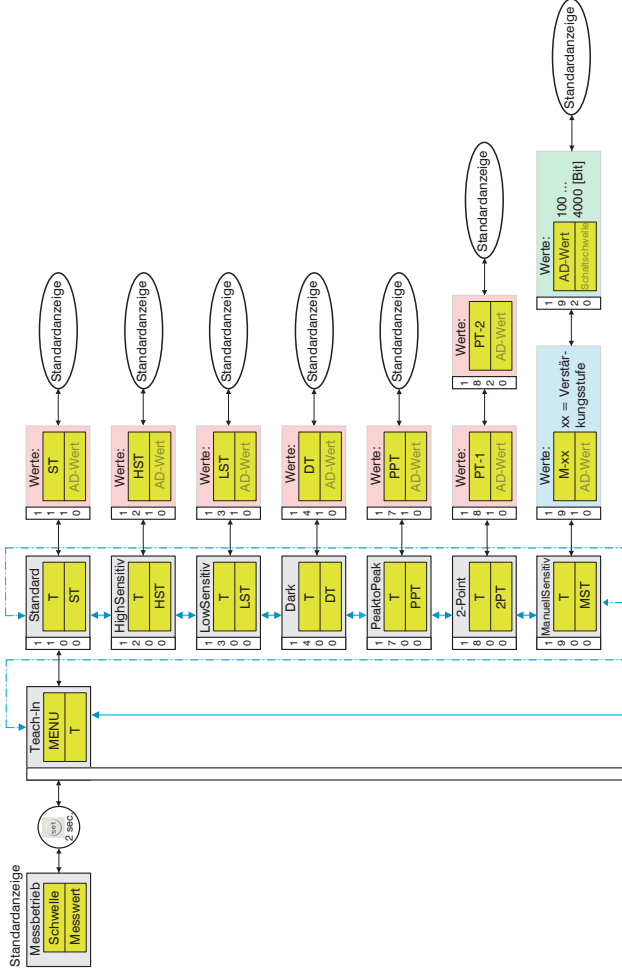 Standardanzeige
Messbetrieb
Schwelle
Messwert
set
2 sec.
Teach-In
MENU
T
Standard
T
ST
1 1 0 0
Werte:
ST
AD-Wert
1 1 1 0
Standardanzeige
HighSensitiv
T
HST
1 2 0 0
Werte:
HST
AD-Wert
1 2 1 0
Standardanzeige
LowSensitiv
T
LST
1 3 0 0
Werte:
LST
AD-Wert
1 3 1 0
Standardanzeige
Dark
T
DT
1 4 0 0
Werte:
DT
AD-Wert
1 4 1 0
Standardanzeige
PeaktoPeak
T
PPT
1 7 0 0
Werte:
PPT
AD-Wert
1 7 1 0
Standardanzeige
2-Point
T
2PT
1 8 0 0
Werte:
PT-1
AD-Wert
1 8 1 0
Werte:
PT-2
AD-Wert
1 8 2 0
Standardanzeige
ManuellSensitiv
T
MST
1 9 0 0
Werte:
M-xx
AD-Wert
xx = Verstär-
kungsstufe
1 9 1 0
Werte:
AD-Wert
Schaltschwelle
100 ...
4000 [Bit]
1 9 2 0
Standardanzeige